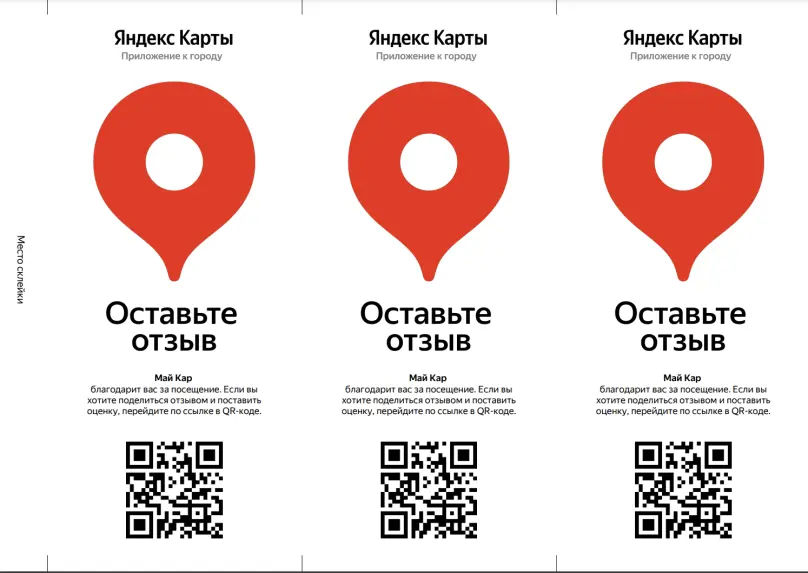 Место склейки
Яндекс Карты
Приложение к городу
Оставьте
отзыв
Май Кар
благодарит вас за посещение. Если вы
хотите поделиться отзывом и поставить
оценку, перейдите по ссылке в QR-коде.
Яндекс Карты
Приложение к городу
Оставьте
отзыв
Май Кар
благодарит вас за посещение. Если вы
хотите поделиться отзывом и поставить
оценку, перейдите по ссылке в QR-коде.
Яндекс Карты
Приложение к городу
Оставьте
отзыв
Май Кар
благодарит вас за посещение. Если вы
хотите поделиться отзывом и поставить
оценку, перейдите по ссылке в QR-коде.